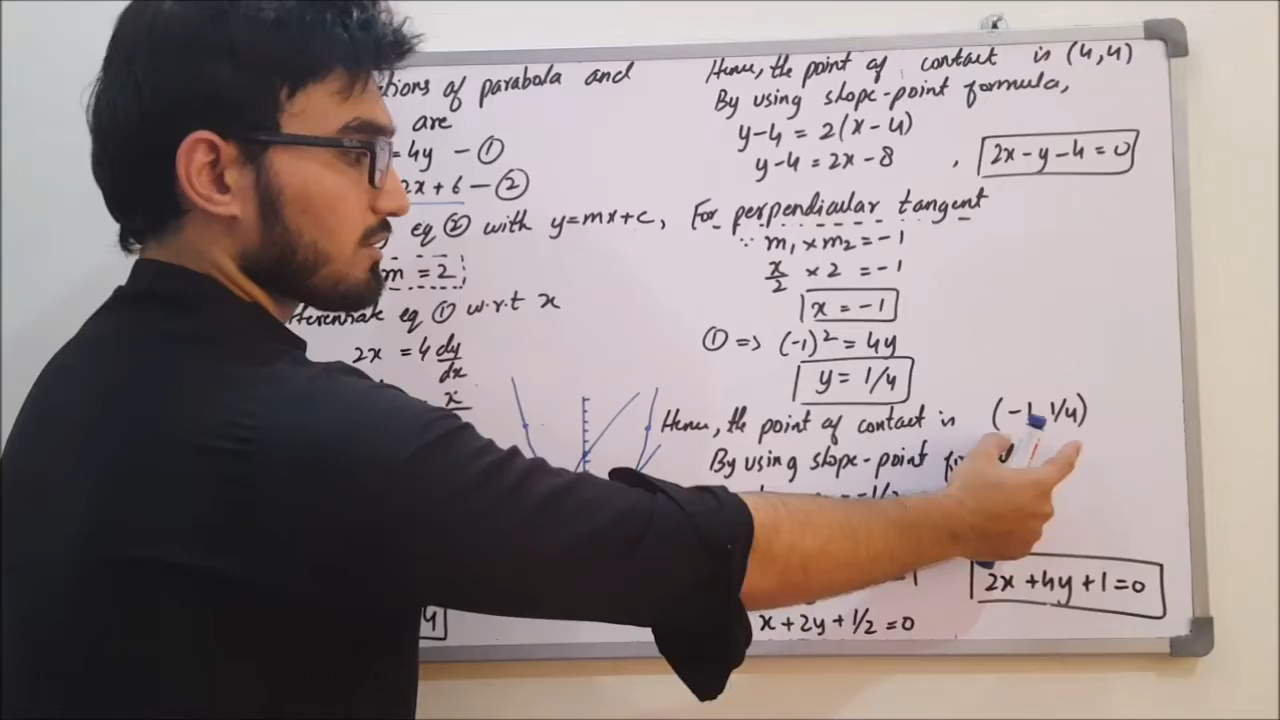 of parabola and
are
=4y - ①
2x + 6 - ②
eq ② with y=mx+c,
m = 2
eq ① w.r.t x
2x = 4 dy/dx
x
4
Hence, the point of contact is (4,4)
By using slope-point formula,
y-4 = 2(x-4)
y-4 = 2x-8 , 2x-y-4=0
For perpendicular tangent
∵ m₁ × m₂ = -1
x/2 × 2 = -1
x = -1
① => (-1)² = 4y
y = 1/4
Hence, the point of contact is (-1, 1/4)
By using slope-point
-1/2
x+2y+1/2=0
2x+4y+1=0